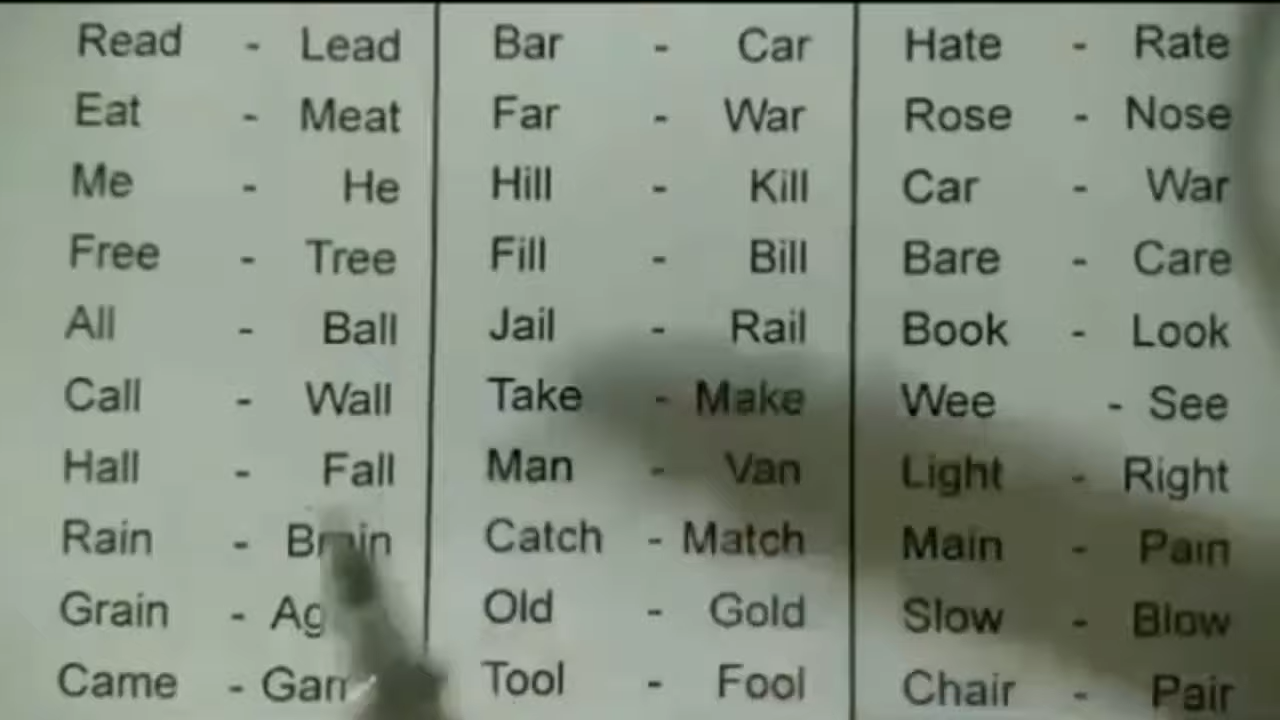 Read - Lead
Eat - Meat
Me - He
Free - Tree
All - Ball
Call - Wall
Hall - Fall
Rain - Brain
Grain -
Came -
Bar - Car
Far - War
Hill - Kill
Fill - Bill
Jail - Rail
Take - Make
Man - Van
Catch - Match
Old - Gold
Tool - Fool
Hate - Rate
Rose - Nose
Car - War
Bare - Care
Book - Look
Wee - See
Light - Right
Main - Pain
Slow - Blow
Chair - Pair